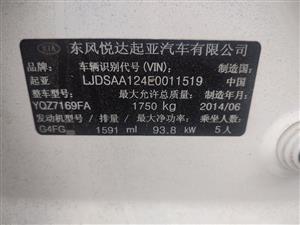 KIA 东风悦达起亚汽车有限公司
品牌: 车辆识别代号(VIN): 制造国:
起亚 LJDSAA124E0011519 中国
整车型号: 最大允许总质量: 制造年月:
YQZ7169FA 1750 kg 2014/06
发动机型号 / 排量 / 最大净功率: 乘坐人数:
G4FG 1591 ml 93.8 kW 5人